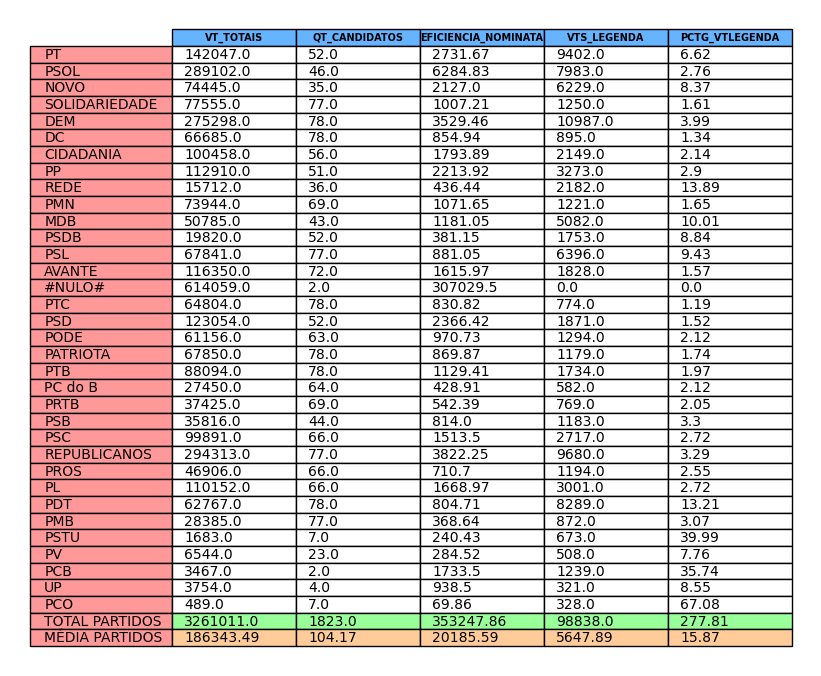 VT_TOTAIS QT_CANDIDATOS EFICIENCIA_NOMINATA VTS_LEGENDA PCTG_VTLEGENDA
PT 142047.0 52.0 2731.67 9402.0 6.62
PSOL 289102.0 46.0 6284.83 7983.0 2.76
NOVO 74445.0 35.0 2127.0 6229.0 8.37
SOLIDARIEDADE 77555.0 77.0 1007.21 1250.0 1.61
DEM 275298.0 78.0 3529.46 10987.0 3.99
DC 66685.0 78.0 854.94 895.0 1.34
CIDADANIA 100458.0 56.0 1793.89 2149.0 2.14
PP 112910.0 51.0 2213.92 3273.0 2.9
REDE 15712.0 36.0 436.44 2182.0 13.89
PMN 73944.0 69.0 1071.65 1221.0 1.65
MDB 50785.0 43.0 1181.05 5082.0 10.01
PSDB 19820.0 52.0 381.15 1753.0 8.84
PSL 67841.0 77.0 881.05 6396.0 9.43
AVANTE 116350.0 72.0 1615.97 1828.0 1.57
#NULO# 614059.0 2.0 307029.5 0.0 0.0
PTC 64804.0 78.0 830.82 774.0 1.19
PSD 123054.0 52.0 2366.42 1871.0 1.52
PODE 61156.0 63.0 970.73 1294.0 2.12
PATRIOTA 67850.0 78.0 869.87 1179.0 1.74
PTB 88094.0 78.0 1129.41 1734.0 1.97
PC do B 27450.0 64.0 428.91 582.0 2.12
PRTB 37425.0 69.0 542.39 769.0 2.05
PSB 35816.0 44.0 814.0 1183.0 3.3
PSC 99891.0 66.0 1513.5 2717.0 2.72
REPUBLICANOS 294313.0 77.0 3822.25 9680.0 3.29
PROS 46906.0 66.0 710.7 1194.0 2.55
PL 110152.0 66.0 1668.97 3001.0 2.72
PDT 62767.0 78.0 804.71 8289.0 13.21
PMB 28385.0 77.0 368.64 872.0 3.07
PSTU 1683.0 7.0 240.43 673.0 39.99
PV 6544.0 23.0 284.52 508.0 7.76
PCB 3467.0 2.0 1733.5 1239.0 35.74
UP 3754.0 4.0 938.5 321.0 8.55
PCO 489.0 7.0 69.86 328.0 67.08
TOTAL PARTIDOS 3261011.0 1823.0 353247.86 98838.0 277.81
MÉDIA PARTIDOS 186343.49 104.17 20185.59 5647.89 15.87